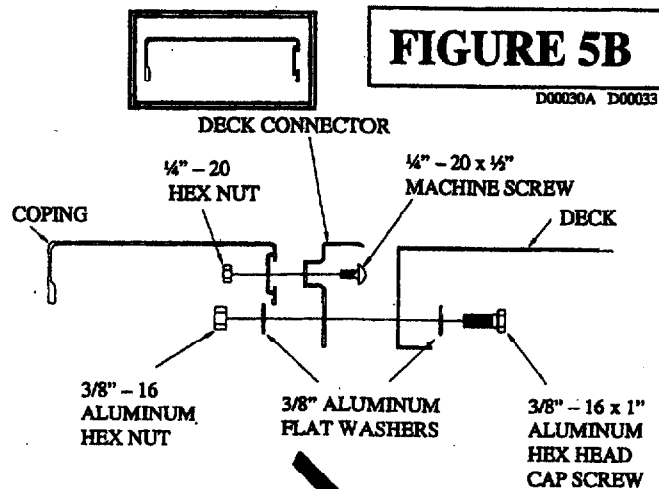 FIGURE 5B
D00030A D00033
DECK CONNECTOR
¼" – 20
HEX NUT
¼" – 20 x ½"
MACHINE SCREW
COPING
DECK
3/8" – 16
ALUMINUM
HEX NUT
3/8" ALUMINUM
FLAT WASHERS
3/8" – 16 x 1"
ALUMINUM
HEX HEAD
CAP SCREW